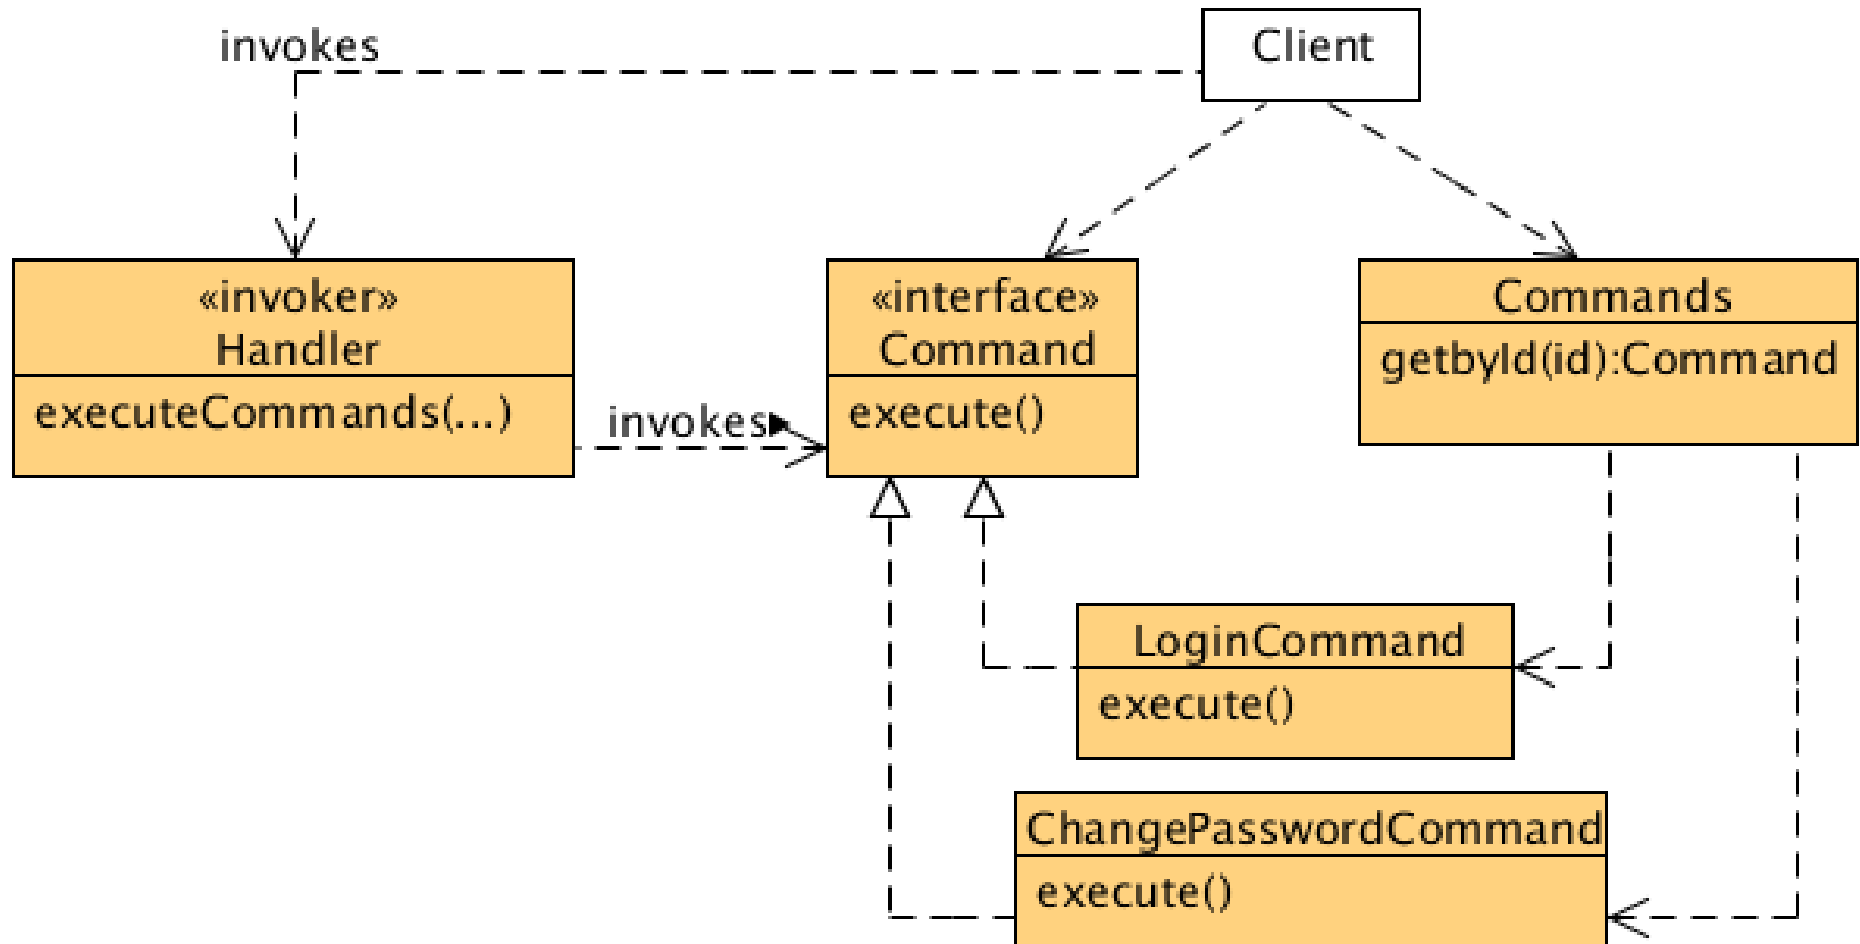 invokes
Client
«invoker»
Handler
executeCommands(...)
invokes
«interface»
Command
execute()
Commands
getbyId(id):Command
LoginCommand
execute()
ChangePasswordCommand
execute()